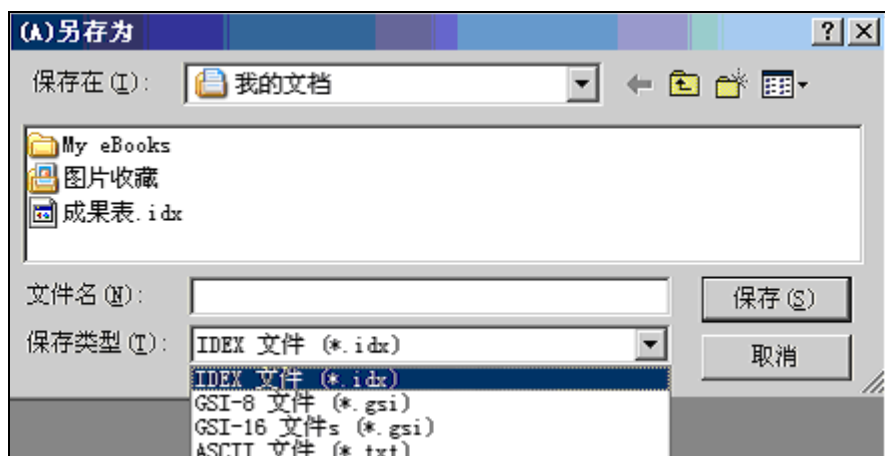 (A)另存为
保存在(I): 我的文档
My eBooks
图片收藏
成果表.idx
文件名(N): 保存(S)
保存类型(T): IDEX 文件 (*.idx) 取消
IDEX 文件 (*.idx)
GSI-8 文件 (*.gsi)
GSI-16 文件s (*.gsi)
ASCII 文件 (*.txt)